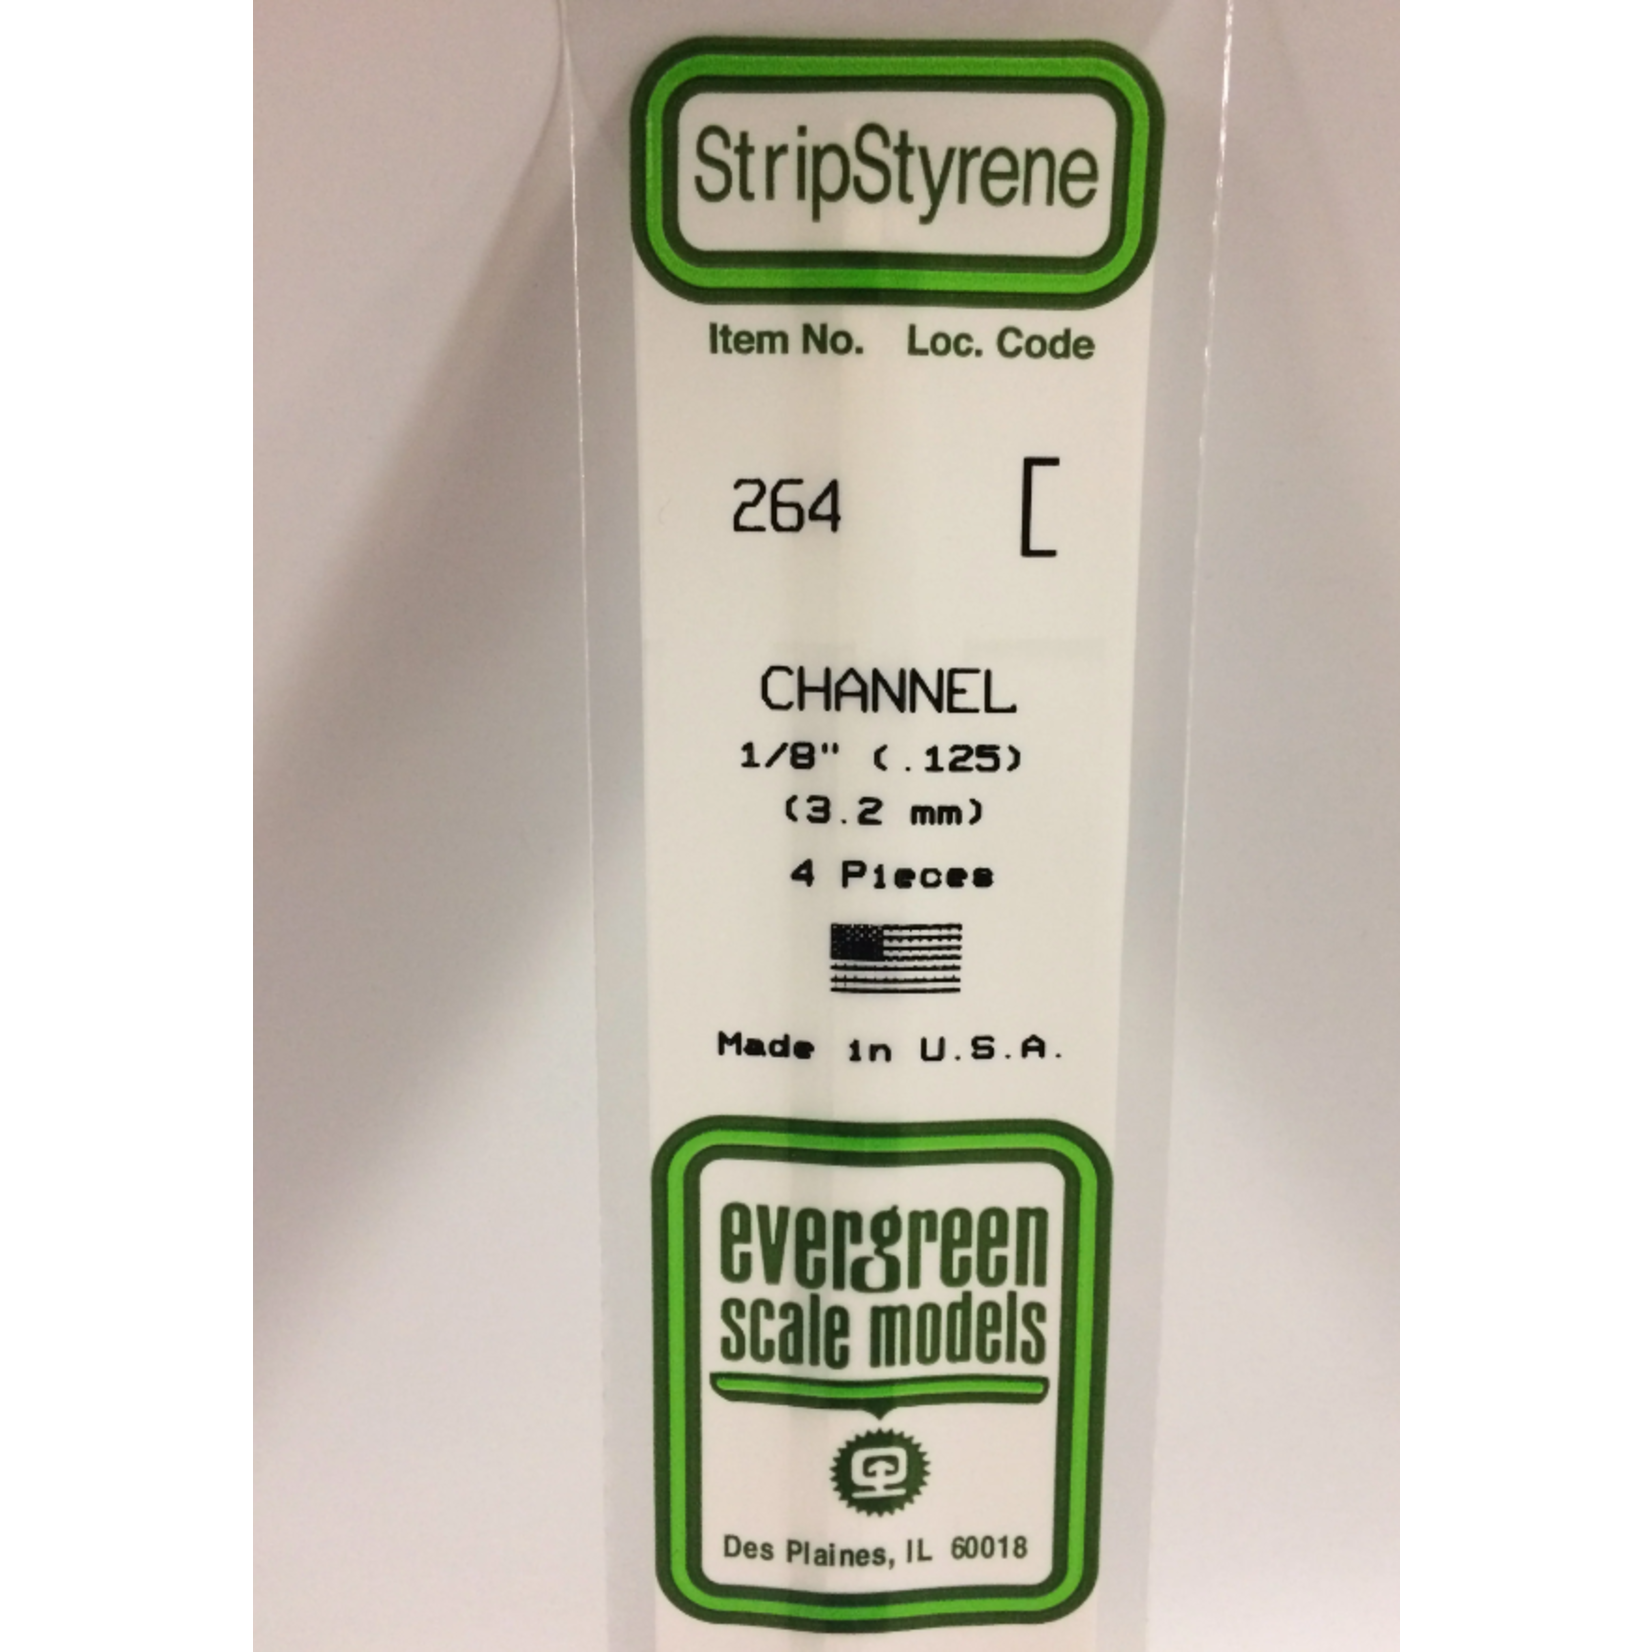 StripStyrene
Item No. Loc. Code
264
CHANNEL
1/8" (.125)
(3.2 mm)
4 Pieces
Made in U.S.A.
evergreen
scale models
Des Plaines, IL 60018